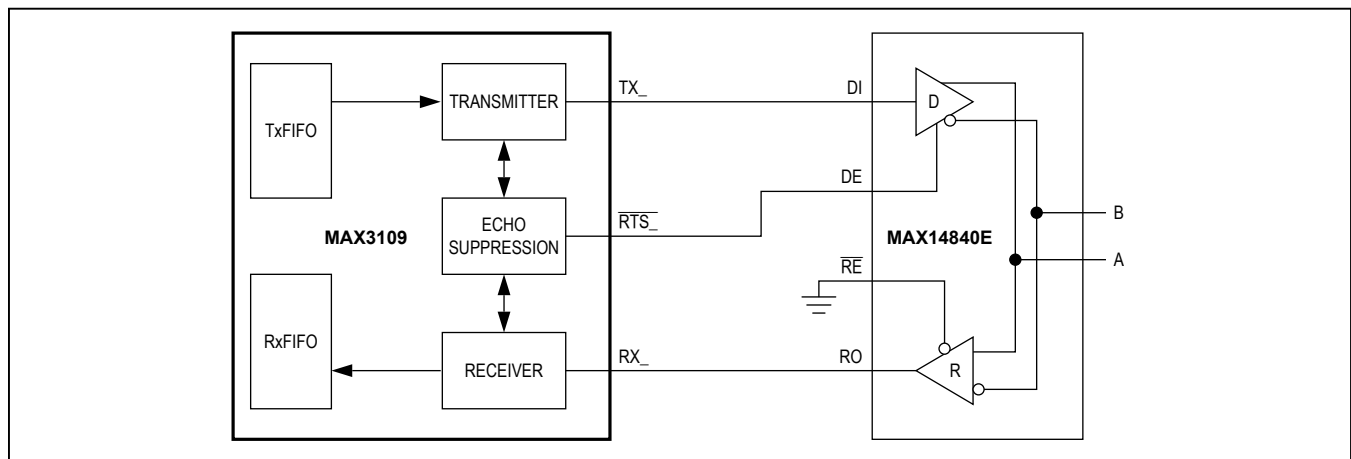 TxFIFO
TRANSMITTER
TX_
DI
D
DE
ECHO
SUPPRESSION
RTS_
MAX3109
MAX14840E
B
A
RE
RxFIFO
RECEIVER
RX_
RO
R